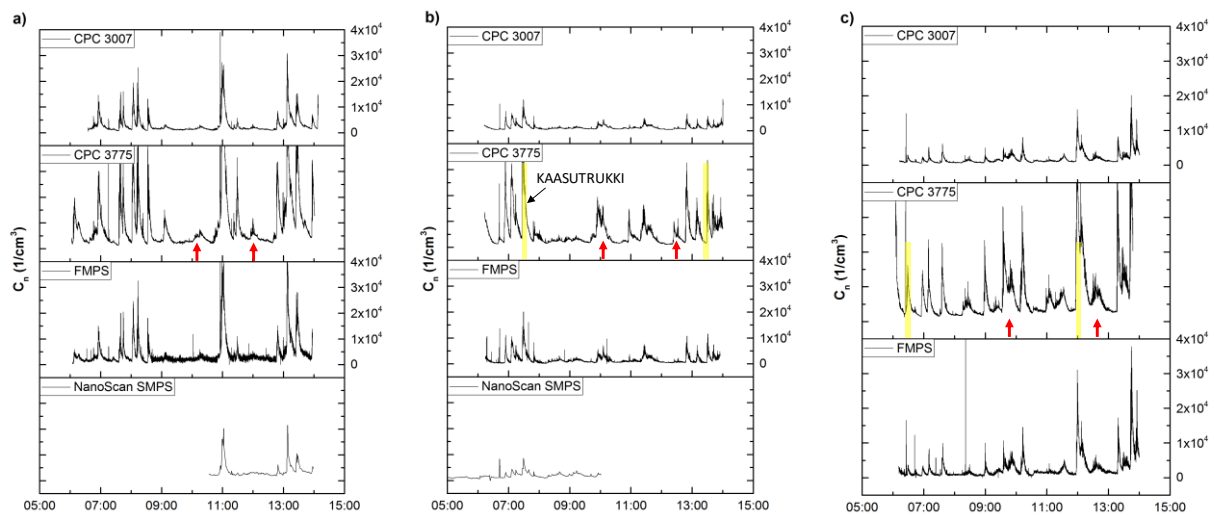 a)
CPC 3007
4x10⁴
3x10⁴
2x10⁴
1x10⁴
0
CPC 3775
Cₙ (1/cm³)
FMPS
4x10⁴
3x10⁴
2x10⁴
1x10⁴
0
NanoScan SMPS
05:00 07:00 09:00 11:00 13:00 15:00
b)
CPC 3007
4x10⁴
3x10⁴
2x10⁴
1x10⁴
0
CPC 3775
KAASUTRUKKI
Cₙ (1/cm³)
FMPS
4x10⁴
3x10⁴
2x10⁴
1x10⁴
0
NanoScan SMPS
05:00 07:00 09:00 11:00 13:00 15:00
c)
CPC 3007
4x10⁴
3x10⁴
2x10⁴
1x10⁴
0
CPC 3775
Cₙ (1/cm³)
FMPS
4x10⁴
3x10⁴
2x10⁴
1x10⁴
0
05:00 07:00 09:00 11:00 13:00 15:00